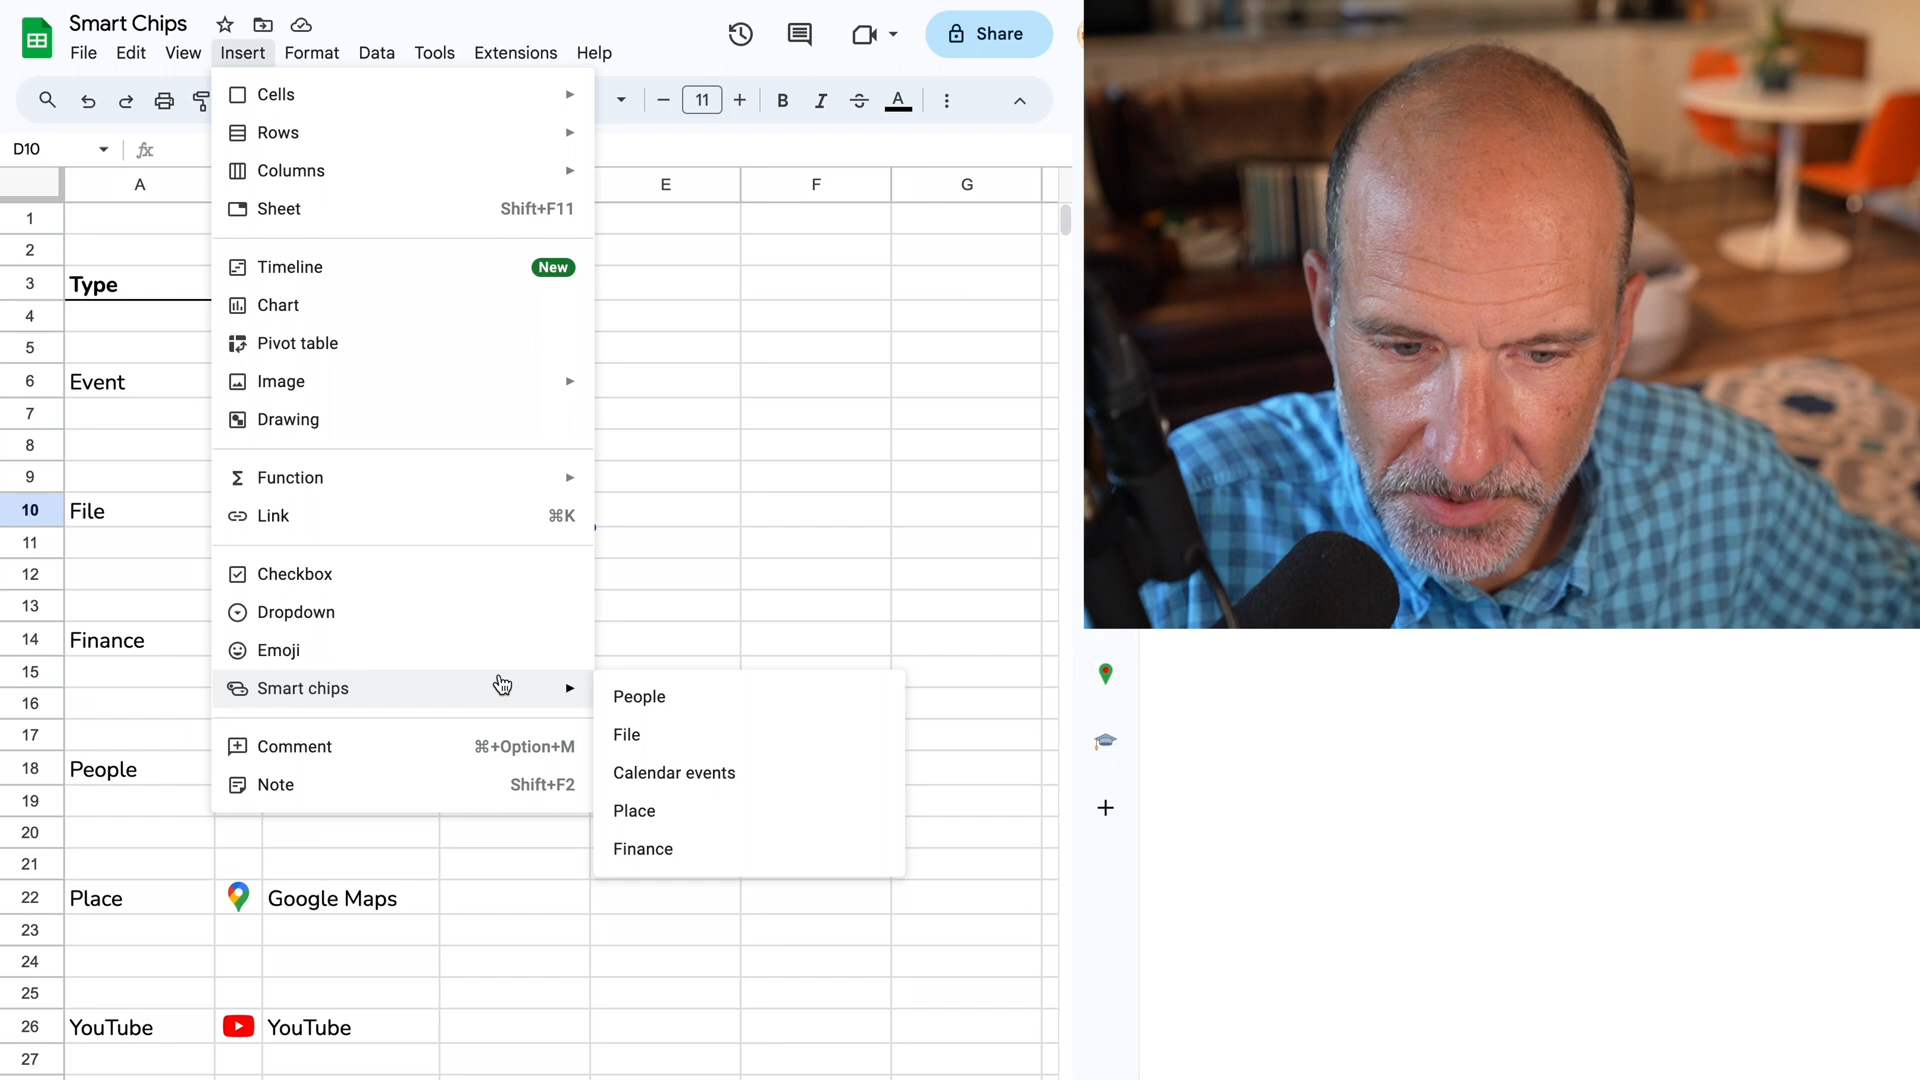 Smart Chips
File Edit View Insert Format Data Tools Extensions Help
Share
11 B I S A
D10 fx
Cells
Rows
Columns
Sheet Shift+F11
Timeline New
Chart
Pivot table
Image
Drawing
Function
Link ⌘K
Checkbox
Dropdown
Emoji
Smart chips
Comment ⌘+Option+M
Note Shift+F2
People
File
Calendar events
Place
Finance
A E F G
1
2
3 Type
4
5
6 Event
7
8
9
10 File
11
12
13
14 Finance
15
16
17
18 People
19
20
21
22 Place Google Maps
23
24
25
26 YouTube YouTube
27